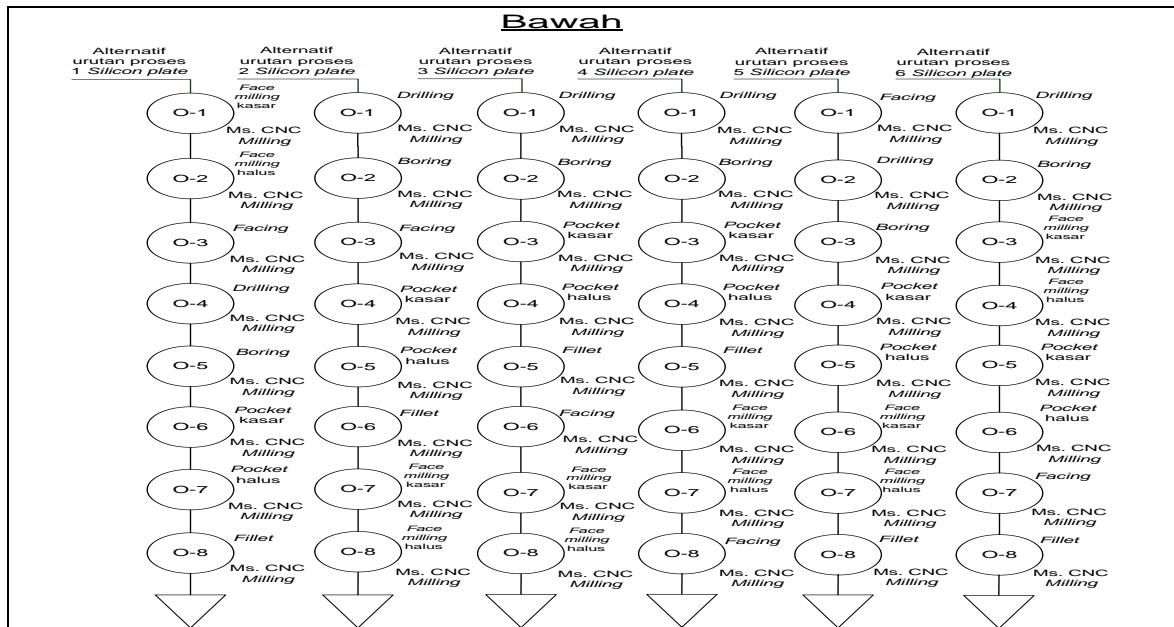 Bawah
Alternatif
urutan proses
1 Silicon plate
O-1
Face
milling
kasar
Ms. CNC
Milling
O-2
Face
milling
halus
Ms. CNC
Milling
O-3
Facing
Ms. CNC
Milling
O-4
Drilling
Ms. CNC
Milling
O-5
Boring
Ms. CNC
Milling
O-6
Pocket
kasar
Ms. CNC
Milling
O-7
Pocket
halus
Ms. CNC
Milling
O-8
Fillet
Ms. CNC
Milling
Alternatif
urutan proses
2 Silicon plate
O-1
Drilling
Ms. CNC
Milling
O-2
Boring
Ms. CNC
Milling
O-3
Facing
Ms. CNC
Milling
O-4
Pocket
kasar
Ms. CNC
Milling
O-5
Pocket
halus
Ms. CNC
Milling
O-6
Fillet
Ms. CNC
Milling
O-7
Face
milling
kasar
Ms. CNC
Milling
O-8
Face
milling
halus
Ms. CNC
Milling
Alternatif
urutan proses
3 Silicon plate
O-1
Drilling
Ms. CNC
Milling
O-2
Boring
Ms. CNC
Milling
O-3
Pocket
kasar
Ms. CNC
Milling
O-4
Pocket
halus
Ms. CNC
Milling
O-5
Fillet
Ms. CNC
Milling
O-6
Facing
Ms. CNC
Milling
O-7
Face
milling
kasar
Ms. CNC
Milling
O-8
Face
milling
halus
Ms. CNC
Milling
Alternatif
urutan proses
4 Silicon plate
O-1
Drilling
Ms. CNC
Milling
O-2
Boring
Ms. CNC
Milling
O-3
Pocket
kasar
Ms. CNC
Milling
O-4
Pocket
halus
Ms. CNC
Milling
O-5
Fillet
Ms. CNC
Milling
O-6
Face
milling
kasar
Ms. CNC
Milling
O-7
Face
milling
halus
Ms. CNC
Milling
O-8
Facing
Ms. CNC
Milling
Alternatif
urutan proses
5 Silicon plate
O-1
Facing
Ms. CNC
Milling
O-2
Drilling
Ms. CNC
Milling
O-3
Boring
Ms. CNC
Milling
O-4
Pocket
kasar
Ms. CNC
Milling
O-5
Pocket
halus
Ms. CNC
Milling
O-6
Face
milling
kasar
Ms. CNC
Milling
O-7
Face
milling
halus
Ms. CNC
Milling
O-8
Fillet
Ms. CNC
Milling
Alternatif
urutan proses
6 Silicon plate
O-1
Drilling
Ms. CNC
Milling
O-2
Boring
Ms. CNC
Milling
O-3
Face
milling
kasar
Ms. CNC
Milling
O-4
Face
milling
halus
Ms. CNC
Milling
O-5
Pocket
kasar
Ms. CNC
Milling
O-6
Pocket
halus
Ms. CNC
Milling
O-7
Facing
Ms. CNC
Milling
O-8
Fillet
Ms. CNC
Milling